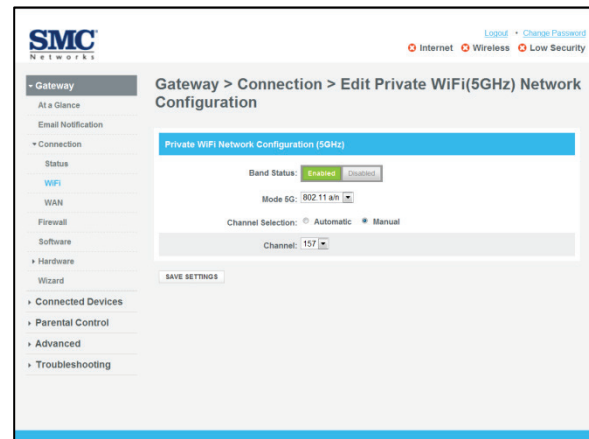 SMC
Networks
Logout • Change Password
Internet Wireless Low Security
Gateway
At a Glance
Email Notification
Connection
Status
WiFi
WAN
Firewall
Software
Hardware
Wizard
Connected Devices
Parental Control
Advanced
Troubleshooting
Gateway > Connection > Edit Private WiFi(5GHz) Network
Configuration
Private WiFi Network Configuration (5GHz)
Band Status: Enabled Disabled
Mode 5G: 802.11 a/n
Channel Selection: Automatic Manual
Channel: 157
SAVE SETTINGS